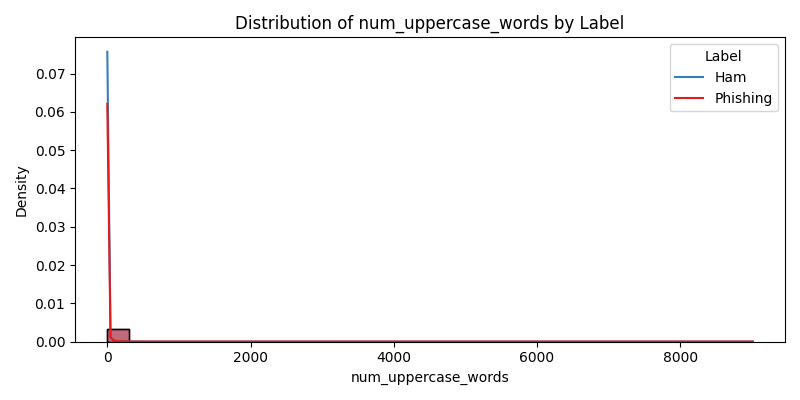 Distribution of num_uppercase_words by Label
Label
Ham
Phishing
Density
0.07
0.06
0.05
0.04
0.03
0.02
0.01
0.00
0 2000 4000 6000 8000
num_uppercase_words